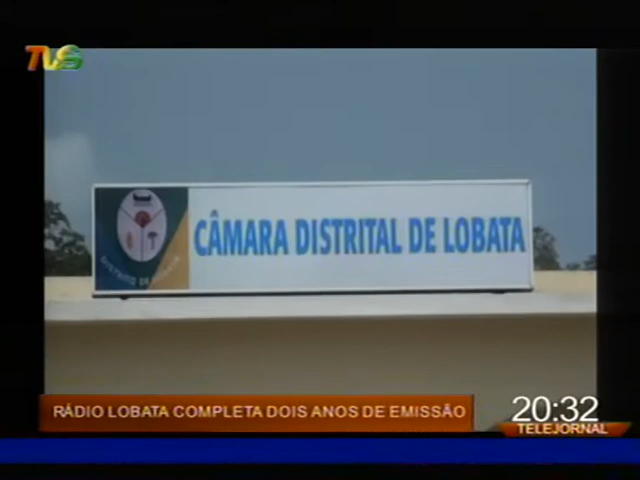 TVS
CÂMARA DISTRITAL DE LOBATA
RÁDIO LOBATA COMPLETA DOIS ANOS DE EMISSÃO
20:32
TELEJORNAL